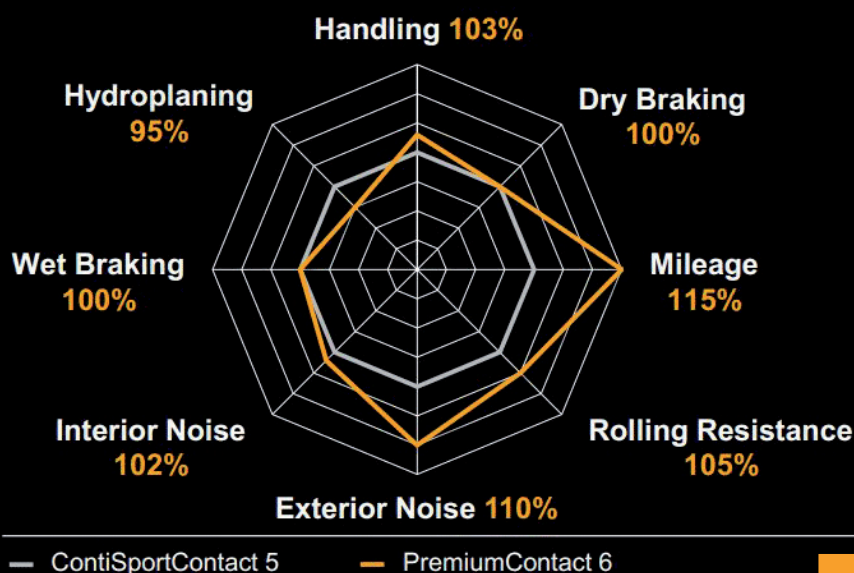 Handling 103%
Hydroplaning
95%
Dry Braking
100%
Wet Braking
100%
Mileage
115%
Interior Noise
102%
Rolling Resistance
105%
Exterior Noise 110%
ContiSportContact 5
PremiumContact 6